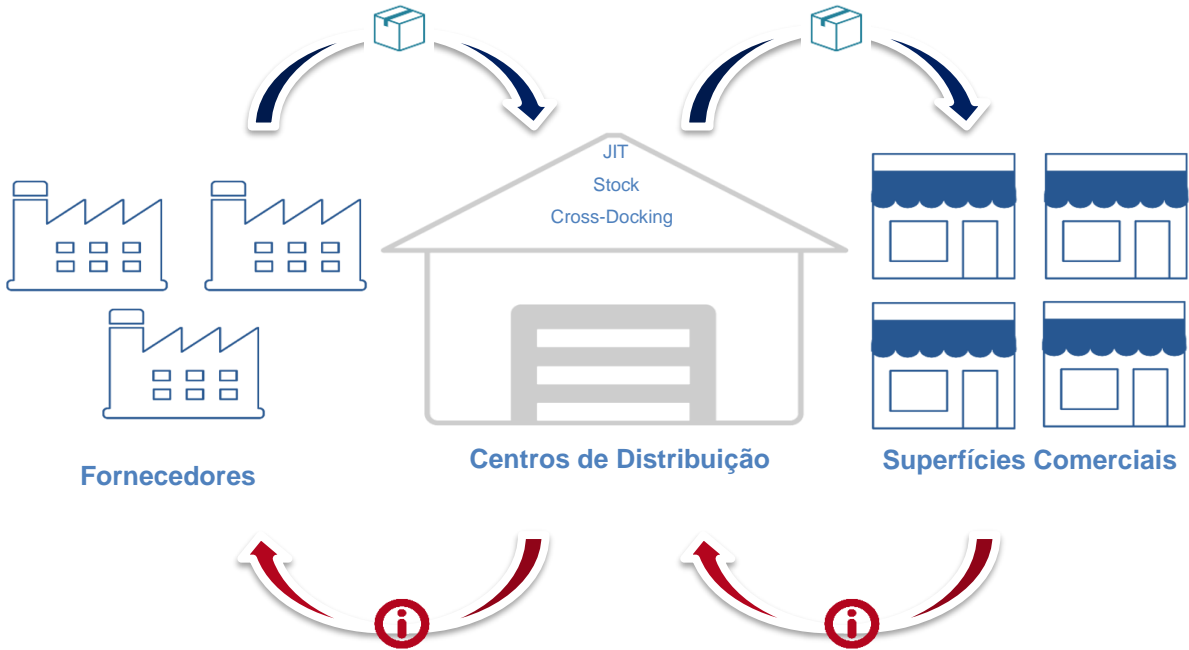 JIT
Stock
Cross-Docking
Fornecedores
Centros de Distribuição
Superfícies Comerciais